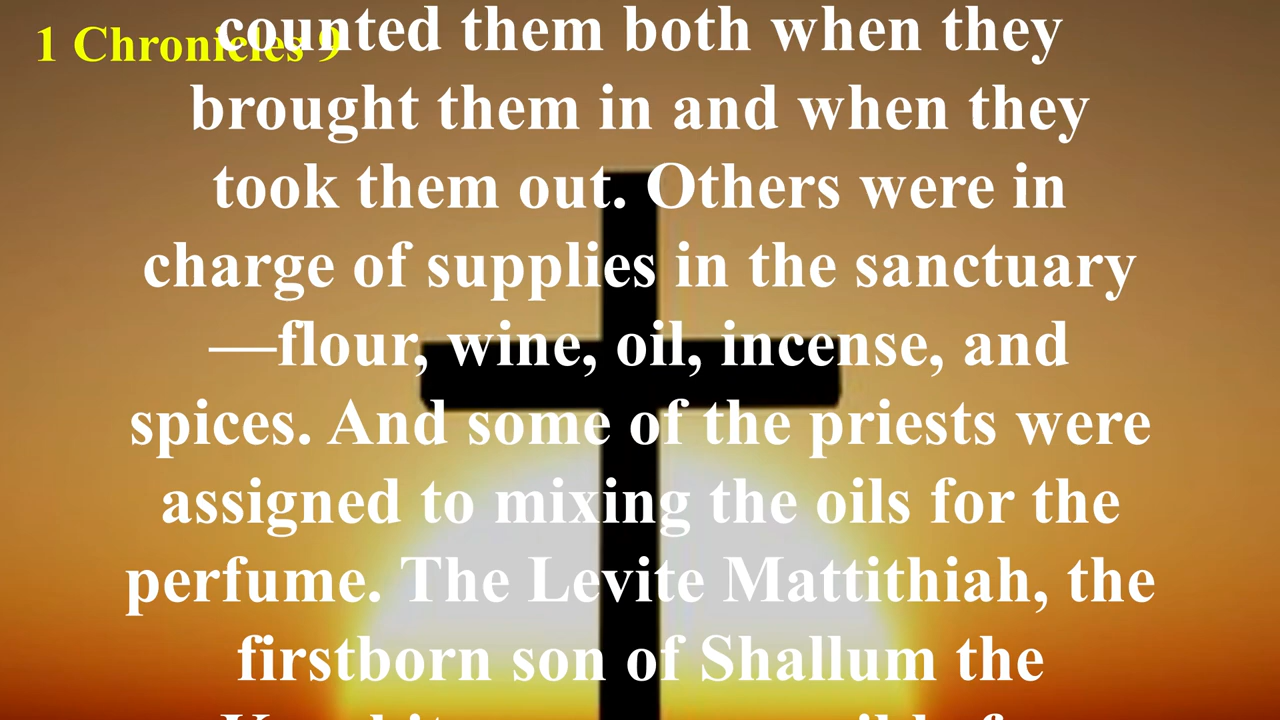 1 Chronicles 9
counted them both when they
brought them in and when they
took them out. Others were in
charge of supplies in the sanctuary
—flour, wine, oil, incense, and
spices. And some of the priests were
assigned to mixing the oils for the
perfume. The Levite Mattithiah, the
firstborn son of Shallum the